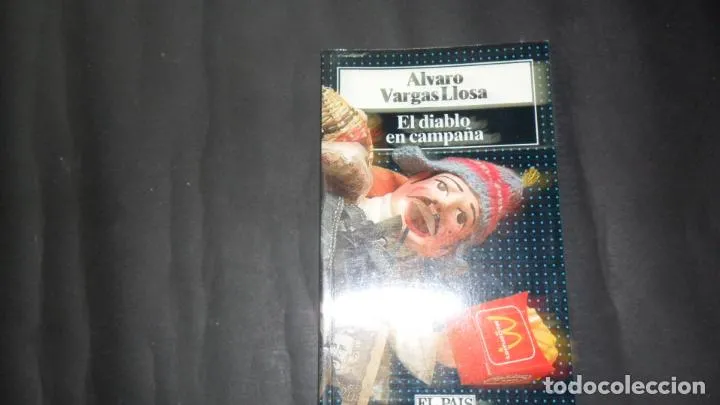 Alvaro
Vargas Llosa
El diablo
en campaña
EL PAIS
todocoleccion